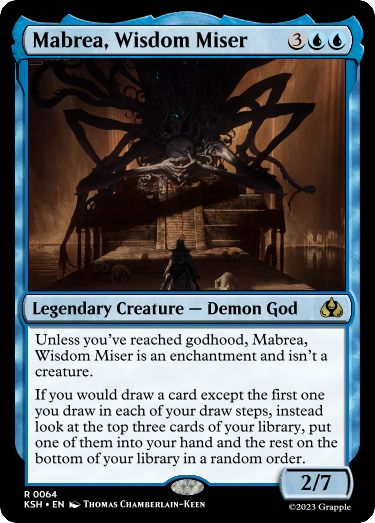 Mabrea, Wisdom Miser 3
Legendary Creature — Demon God
Unless you've reached godhood, Mabrea,
Wisdom Miser is an enchantment and isn't a
creature.
If you would draw a card except the first one
you draw in each of your draw steps, instead
look at the top three cards of your library, put
one of them into your hand and the rest on the
bottom of your library in a random order.
2/7
R 0064
KSH • EN Thomas Chamberlain-Keen
©2023 Grapple